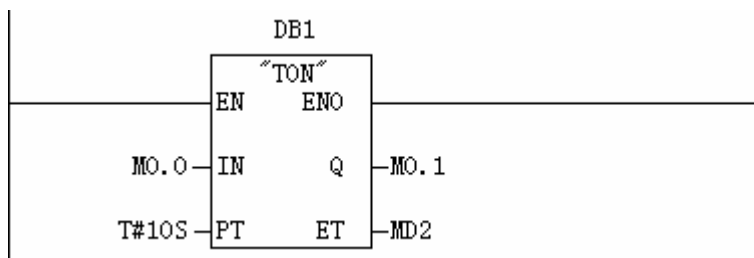 DB1
"TON"
EN ENO
M0.0 IN Q M0.1
T#10S PT ET MD2